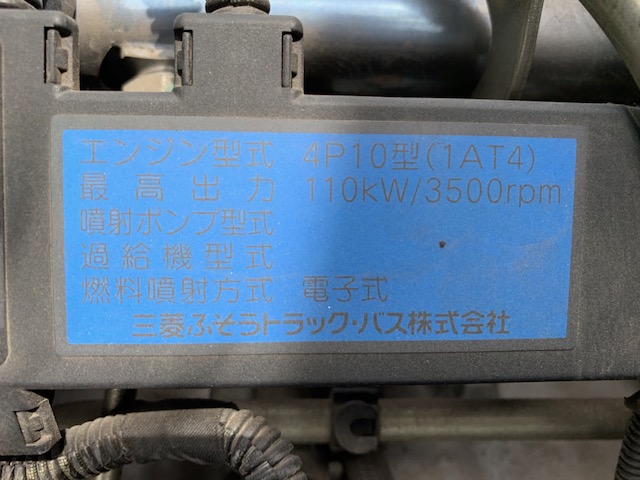 エンジン型式 4P10型(1AT4)
最高出力 110kW/3500rpm
噴射ポンプ型式
過給機型式
燃料噴射方式 電子式
三菱ふそうトラック・バス株式会社